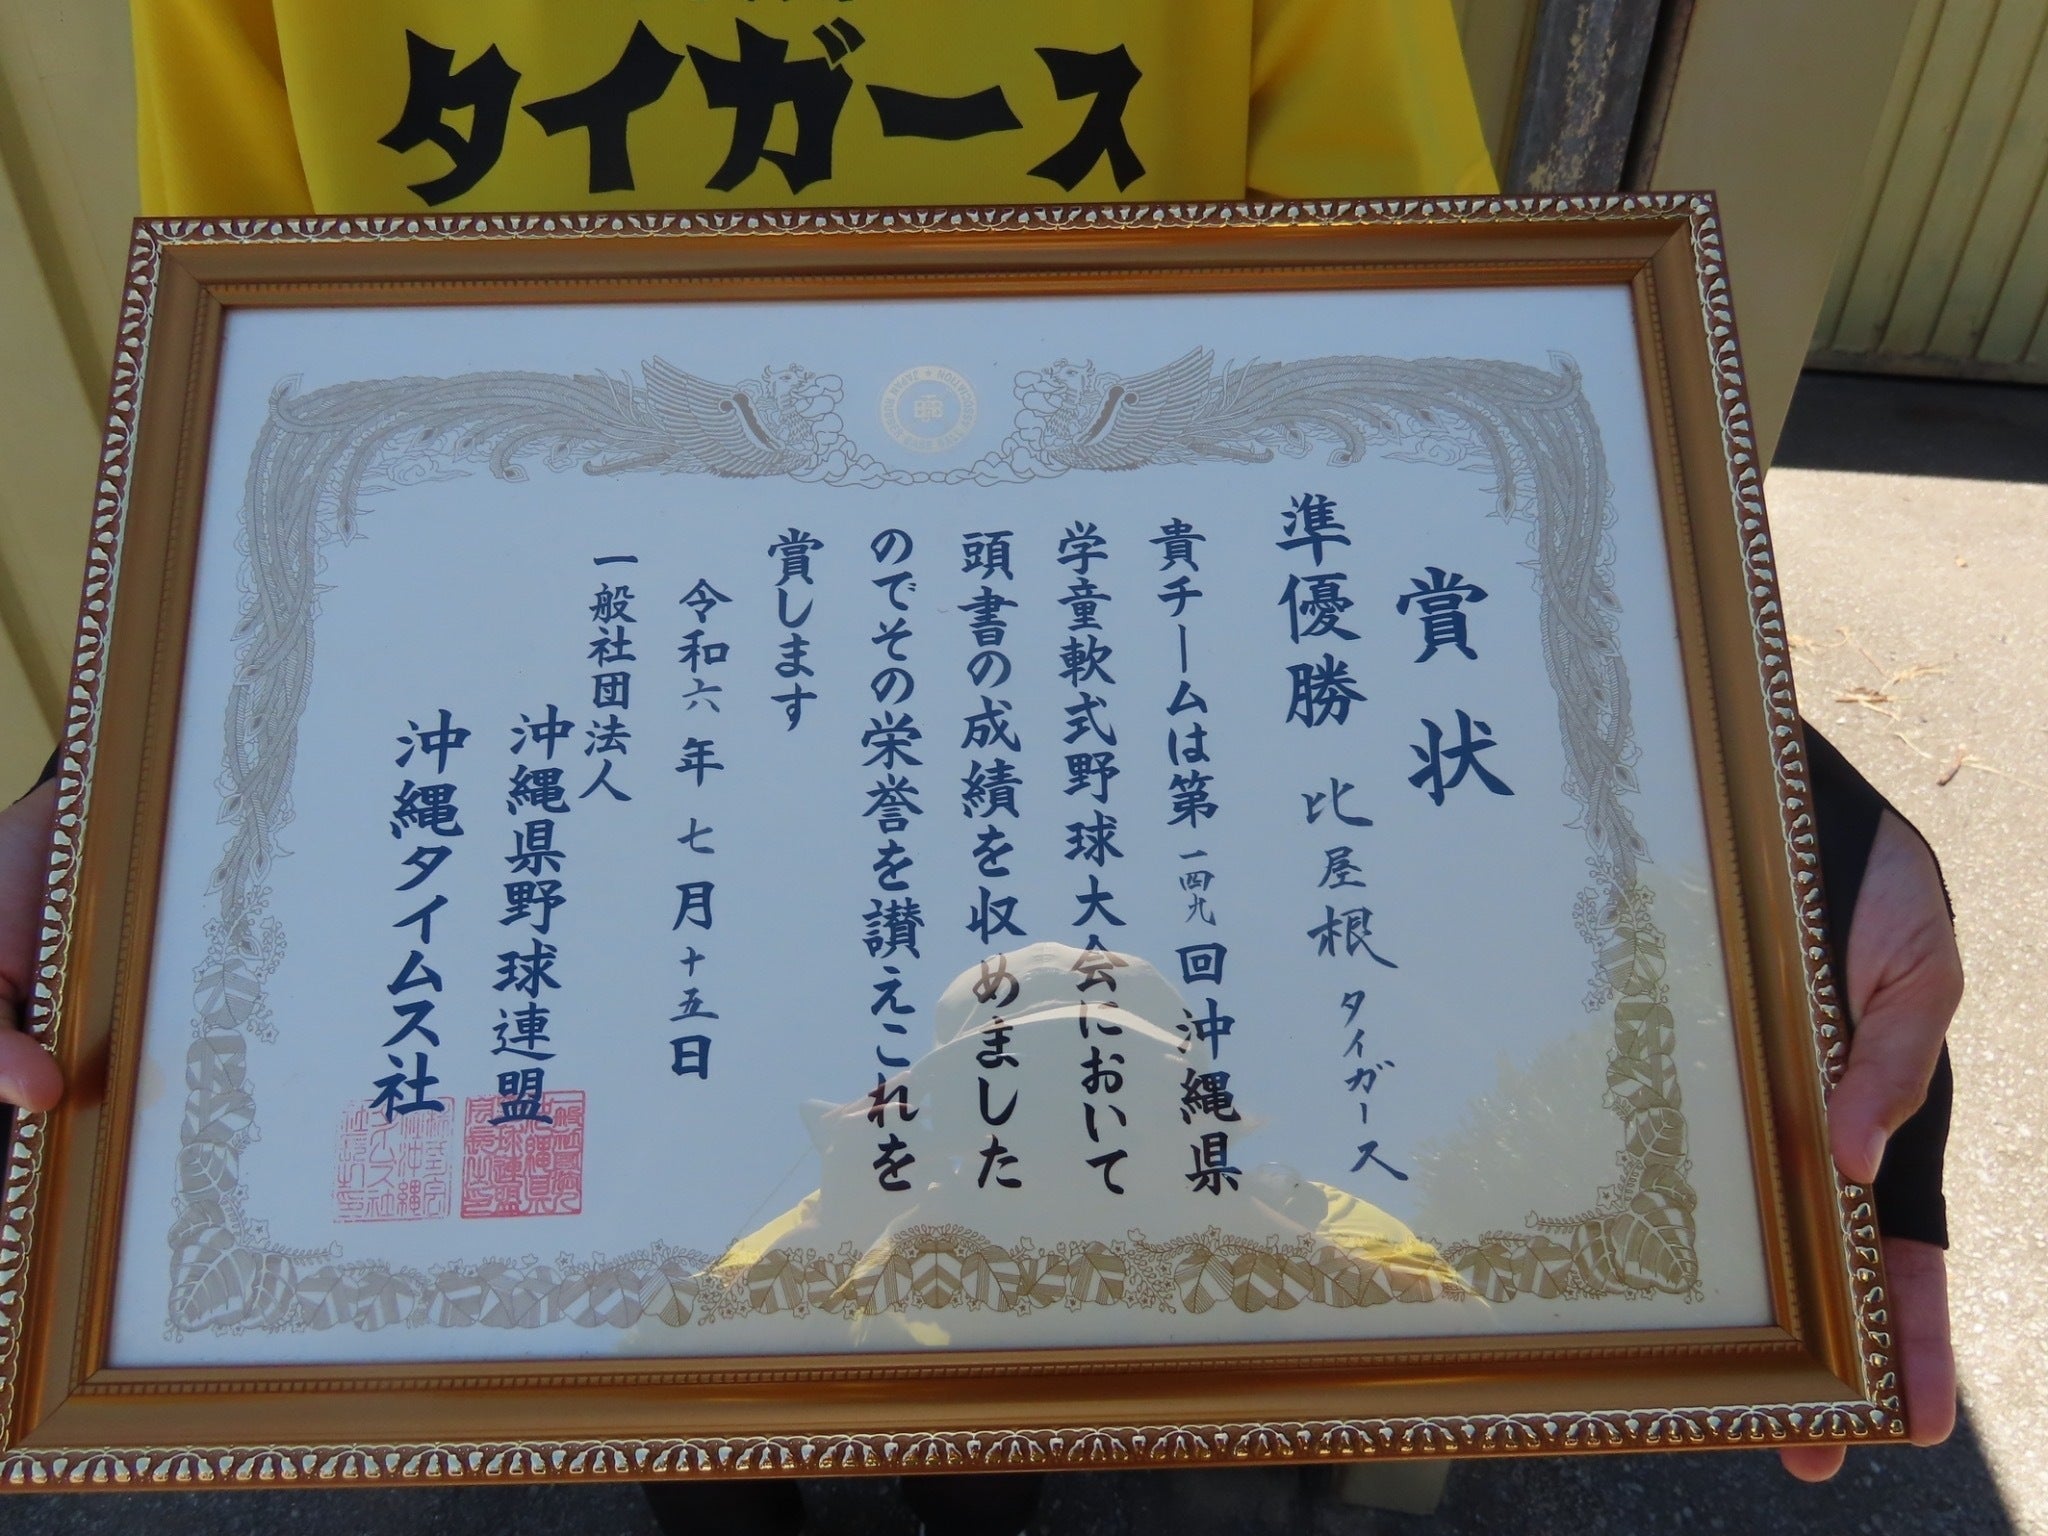 タイガース
賞状
準優勝 比屋根タイガース
貴チームは第一四九回沖縄県
学童軟式野球大会において
頭書の成績を収めました
のでその栄誉を讃えこれを
賞します
令和六年七月十五日
一般社団法人
沖縄県野球連盟
沖縄タイムス社